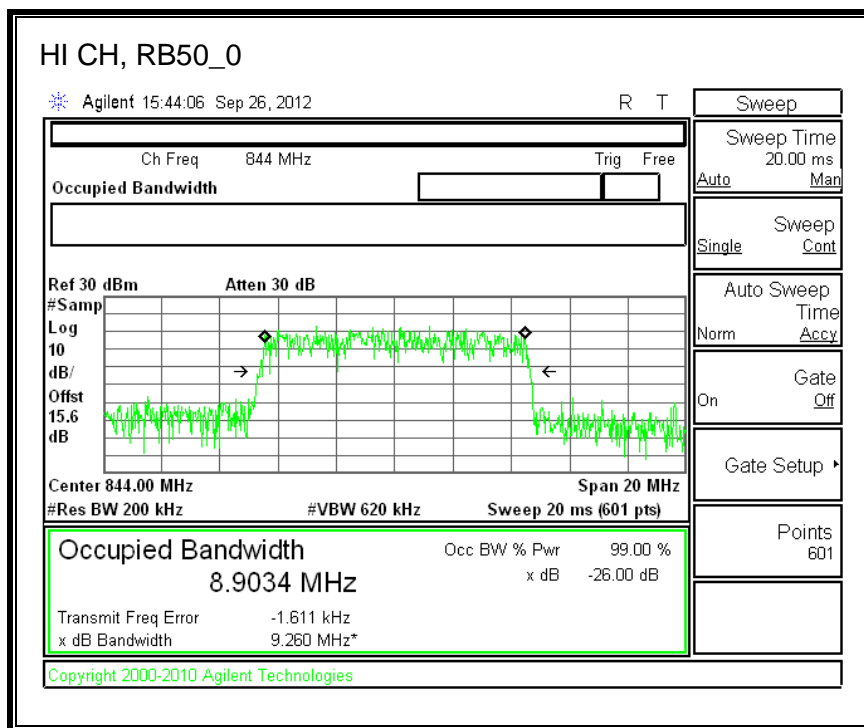 HI CH, RB50_0
Agilent 15:44:06 Sep 26, 2012 R T
Ch Freq 844 MHz Trig Free
Occupied Bandwidth
Ref 30 dBm Atten 30 dB
#Samp
Log
10
dB/
Offst
15.6
dB
Center 844.00 MHz Span 20 MHz
#Res BW 200 kHz #VBW 620 kHz Sweep 20 ms (601 pts)
Occupied Bandwidth
8.9034 MHz
Occ BW % Pwr 99.00 %
x dB -26.00 dB
Transmit Freq Error -1.611 kHz
x dB Bandwidth 9.260 MHz*
Copyright 2000-2010 Agilent Technologies
Sweep
Sweep Time
20.00 ms
Auto Man
Sweep
Single Cont
Auto Sweep
Time
Norm Accy
Gate
On Off
Gate Setup
Points
601